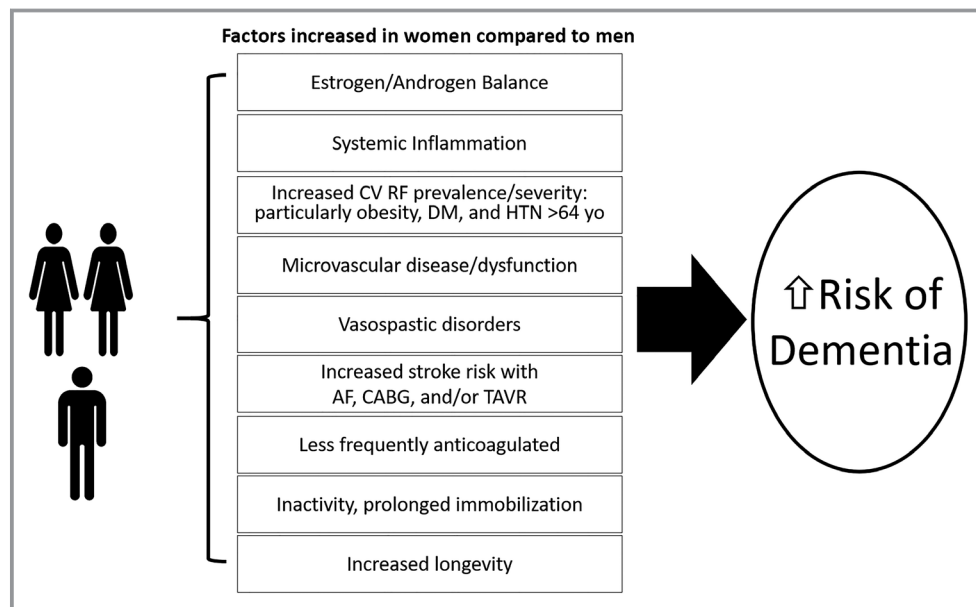 Factors increased in women compared to men
Estrogen/Androgen Balance
Systemic Inflammation
Increased CV RF prevalence/severity:
particularly obesity, DM, and HTN >64 yo
Microvascular disease/dysfunction
Vasospastic disorders
Increased stroke risk with
AF, CABG, and/or TAVR
Less frequently anticoagulated
Inactivity, prolonged immobilization
Increased longevity
⇧Risk of
Dementia